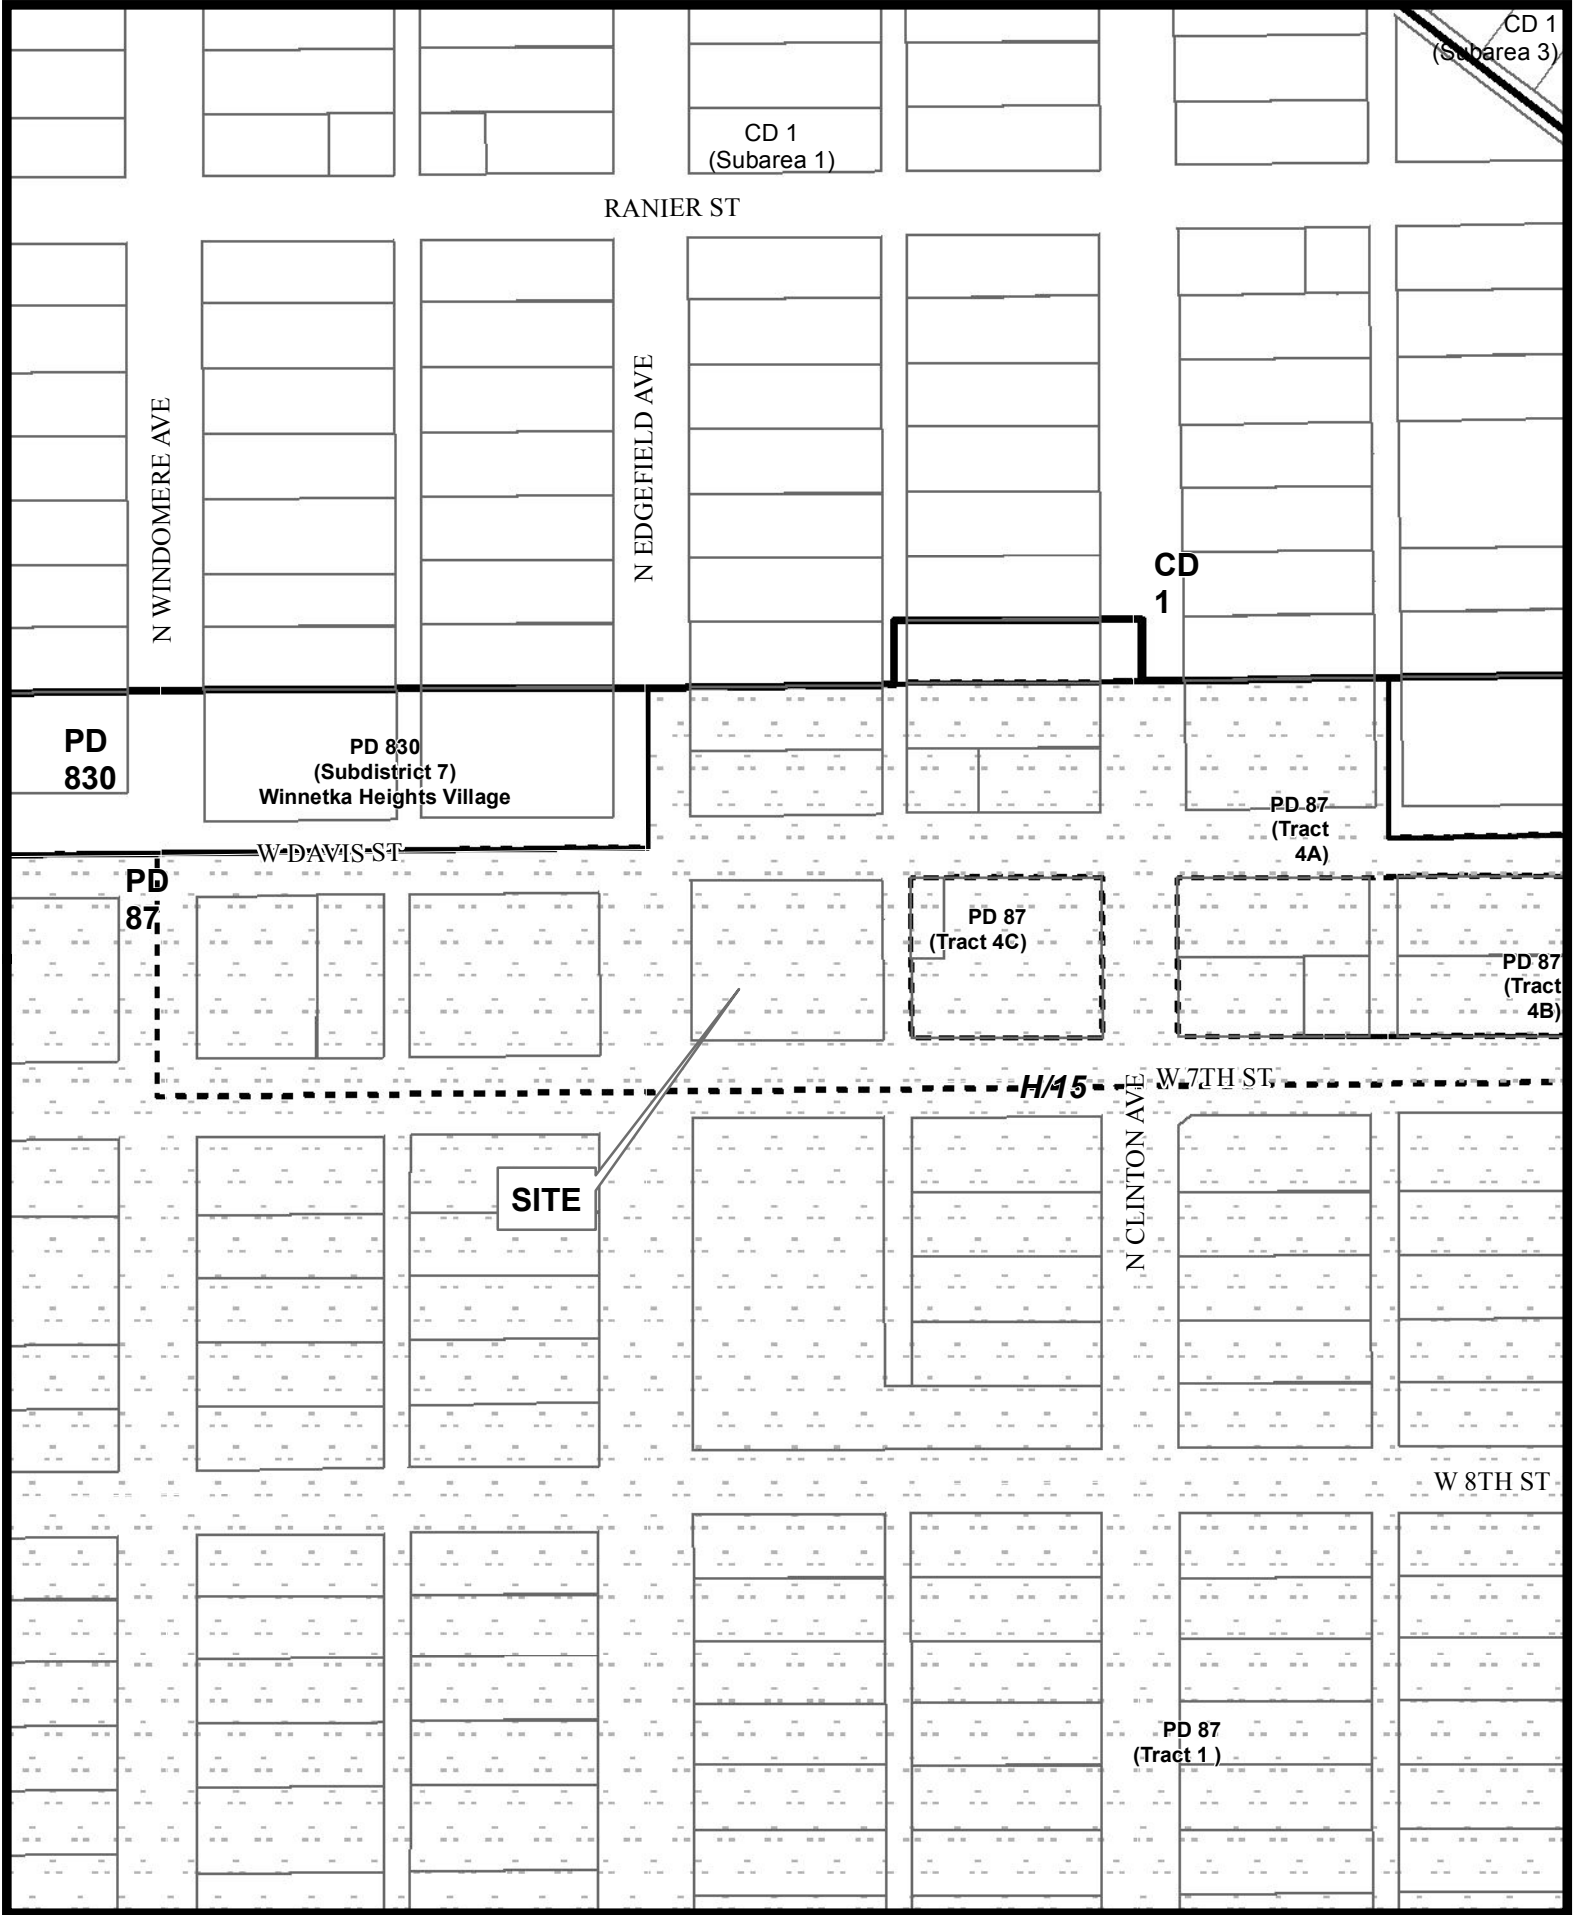 CD 1
(Subarea 3)
CD 1
(Subarea 1)
RANIER ST
N WINDOMERE AVE
N EDGEFIELD AVE
CD
1
PD
830
PD 830
(Subdistrict 7)
Winnetka Heights Village
PD 87
(Tract
4A)
W DAVIS ST
PD
87
PD 87
(Tract 4C)
PD 87
(Tract
4B)
H/15
W 7TH ST
N CLINTON AVE
SITE
W 8TH ST
PD 87
(Tract 1 )